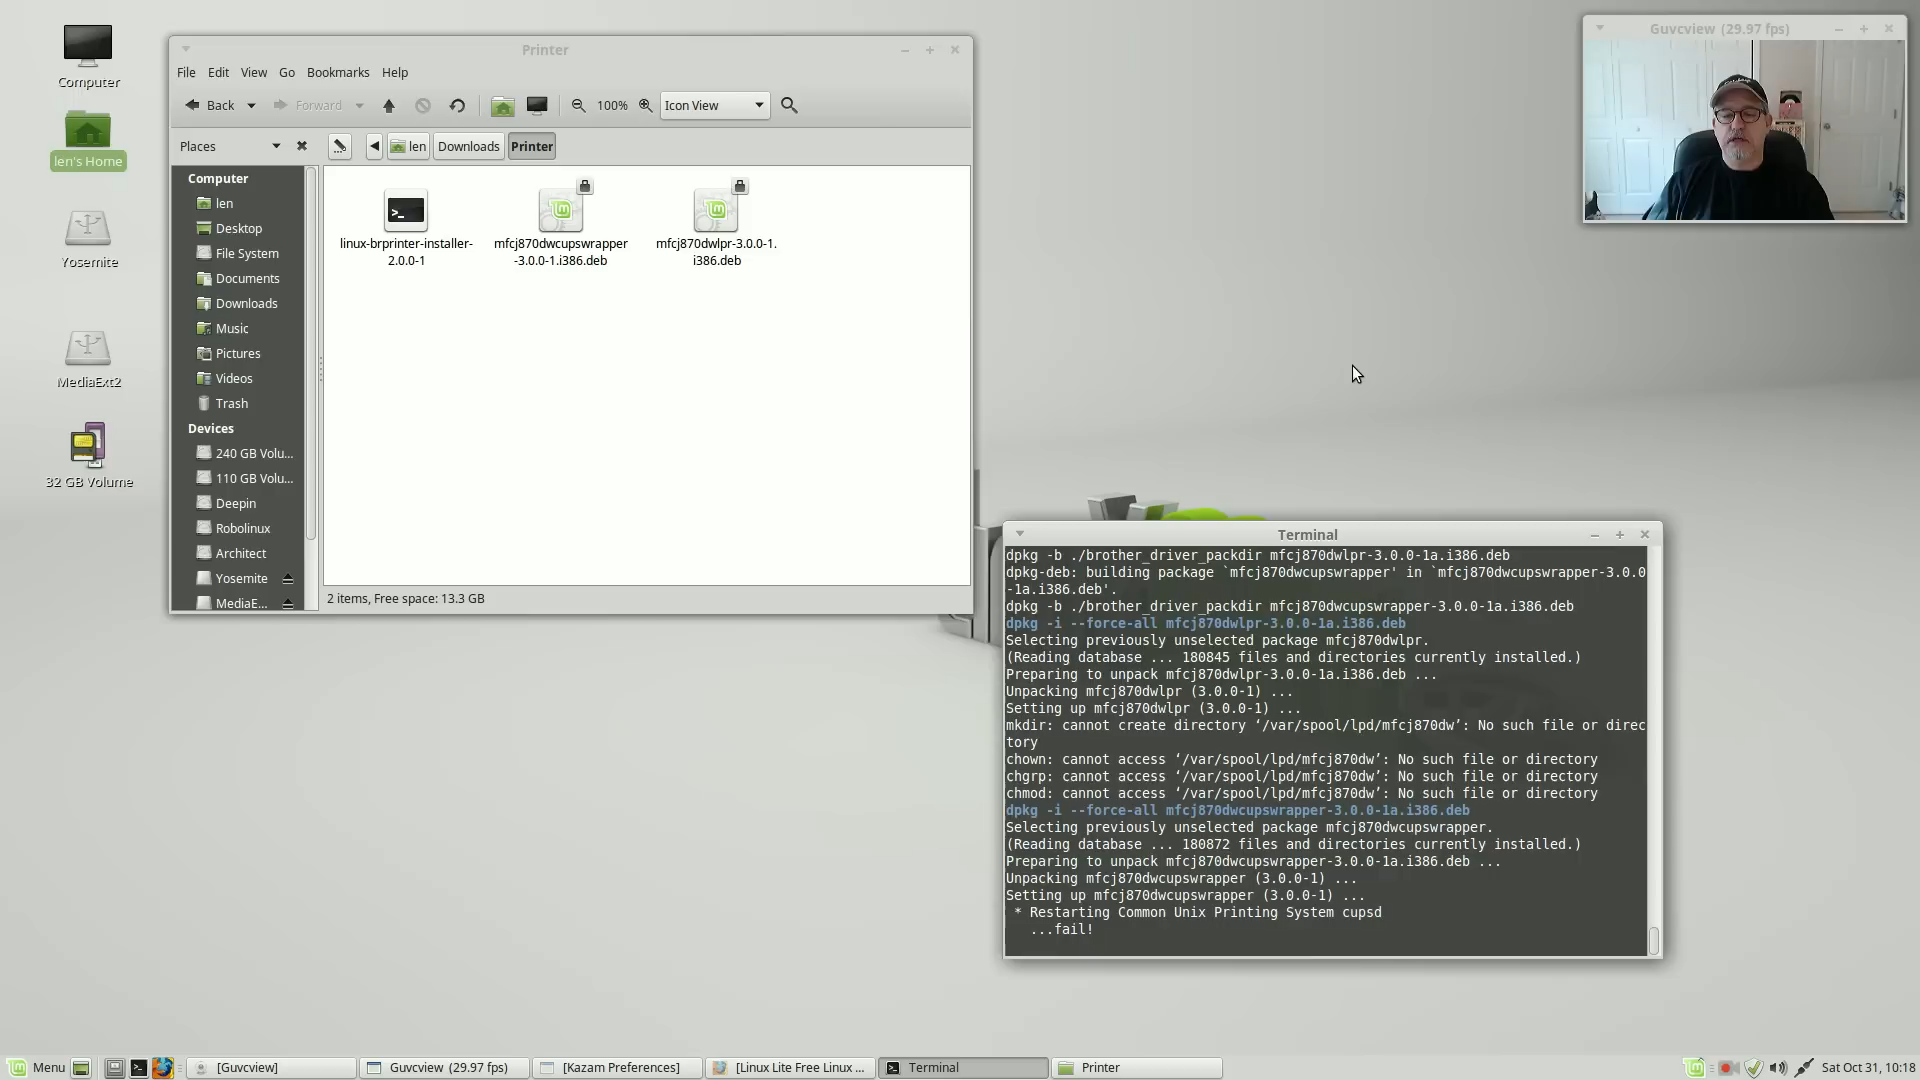 Computer
len's Home
Yosemite
MediaExt2
32 GB Volume
Printer
File Edit View Go Bookmarks Help
Back Forward 100% Icon View
Places len Downloads Printer
Computer
len
Desktop
File System
Documents
Downloads
Music
Pictures
Videos
Trash
Devices
240 GB Volu...
110 GB Volu...
Deepin
Robolinux
Architect
Yosemite
MediaE...
linux-brprinter-installer-
2.0.0-1
mfcj870dwcupswrapper
-3.0.0-1.i386.deb
mfcj870dwlpr-3.0.0-1.
i386.deb
2 items, Free space: 13.3 GB
Guvcview (29.97 fps)
Terminal
dpkg -b ./brother_driver_packdir mfcj870dwlpr-3.0.0-1a.i386.deb
dpkg-deb: building package `mfcj870dwcupswrapper' in `mfcj870dwcupswrapper-3.0.0
-1a.i386.deb'.
dpkg -b ./brother_driver_packdir mfcj870dwcupswrapper-3.0.0-1a.i386.deb
dpkg -i --force-all mfcj870dwlpr-3.0.0-1a.i386.deb
Selecting previously unselected package mfcj870dwlpr.
(Reading database ... 180845 files and directories currently installed.)
Preparing to unpack mfcj870dwlpr-3.0.0-1a.i386.deb ...
Unpacking mfcj870dwlpr (3.0.0-1) ...
Setting up mfcj870dwlpr (3.0.0-1) ...
mkdir: cannot create directory ‘/var/spool/lpd/mfcj870dw’: No such file or direc
tory
chown: cannot access ‘/var/spool/lpd/mfcj870dw’: No such file or directory
chgrp: cannot access ‘/var/spool/lpd/mfcj870dw’: No such file or directory
chmod: cannot access ‘/var/spool/lpd/mfcj870dw’: No such file or directory
dpkg -i --force-all mfcj870dwcupswrapper-3.0.0-1a.i386.deb
Selecting previously unselected package mfcj870dwcupswrapper.
(Reading database ... 180872 files and directories currently installed.)
Preparing to unpack mfcj870dwcupswrapper-3.0.0-1a.i386.deb ...
Unpacking mfcj870dwcupswrapper (3.0.0-1) ...
Setting up mfcj870dwcupswrapper (3.0.0-1) ...
* Restarting Common Unix Printing System cupsd
...fail!
Menu [Guvcview] Guvcview (29.97 fps) [Kazam Preferences] [Linux Lite Free Linux ... Terminal Printer Sat Oct 31, 10:18